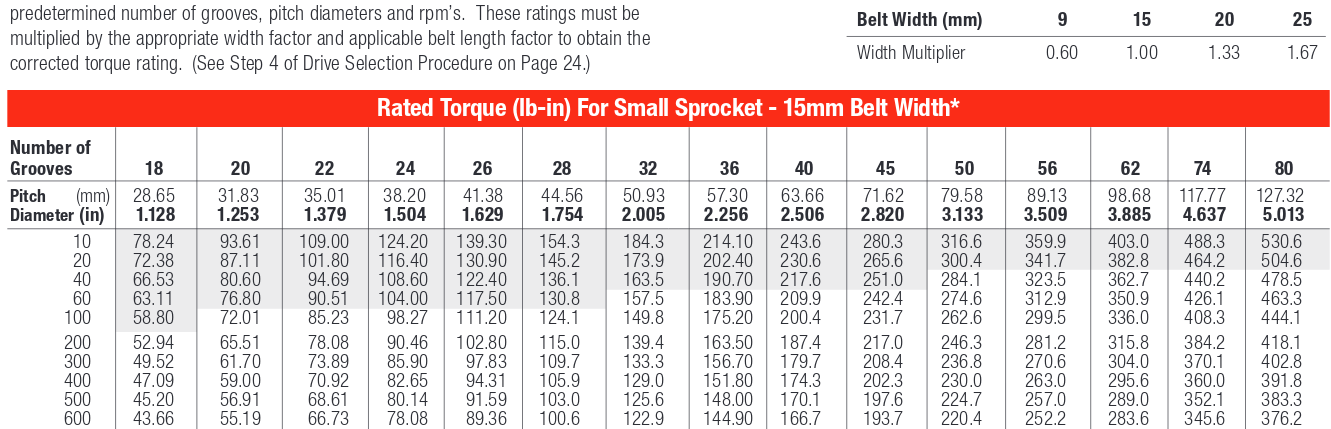 predetermined number of grooves, pitch diameters and rpm's. These ratings must be
multiplied by the appropriate width factor and applicable belt length factor to obtain the
corrected torque rating. (See Step 4 of Drive Selection Procedure on Page 24.)
Belt Width (mm) 9 15 20 25
Width Multiplier 0.60 1.00 1.33 1.67
Rated Torque (lb-in) For Small Sprocket - 15mm Belt Width*
Number of
Grooves 18 20 22 24 26 28 32 36 40 45 50 56 62 74 80
Pitch (mm) 28.65 31.83 35.01 38.20 41.38 44.56 50.93 57.30 63.66 71.62 79.58 89.13 98.68 117.77 127.32
Diameter (in) 1.128 1.253 1.379 1.504 1.629 1.754 2.005 2.256 2.506 2.820 3.133 3.509 3.885 4.637 5.013
10 78.24 93.61 109.00 124.20 139.30 154.3 184.3 214.10 243.6 280.3 316.6 359.9 403.0 488.3 530.6
20 72.38 87.11 101.80 116.40 130.90 145.2 173.9 202.40 230.6 265.6 300.4 341.7 382.8 464.2 504.6
40 66.53 80.60 94.69 108.60 122.40 136.1 163.5 190.70 217.6 251.0 284.1 323.5 362.7 440.2 478.5
60 63.11 76.80 90.51 104.00 117.50 130.8 157.5 183.90 209.9 242.4 274.6 312.9 350.9 426.1 463.3
100 58.80 72.01 85.23 98.27 111.20 124.1 149.8 175.20 200.4 231.7 262.6 299.5 336.0 408.3 444.1
200 52.94 65.51 78.08 90.46 102.80 115.0 139.4 163.50 187.4 217.0 246.3 281.2 315.8 384.2 418.1
300 49.52 61.70 73.89 85.90 97.83 109.7 133.3 156.70 179.7 208.4 236.8 270.6 304.0 370.1 402.8
400 47.09 59.00 70.92 82.65 94.31 105.9 129.0 151.80 174.3 202.3 230.0 263.0 295.6 360.0 391.8
500 45.20 56.91 68.61 80.14 91.59 103.0 125.6 148.00 170.1 197.6 224.7 257.0 289.0 352.1 383.3
600 43.66 55.19 66.73 78.08 89.36 100.6 122.9 144.90 166.7 193.7 220.4 252.2 283.6 345.6 376.2